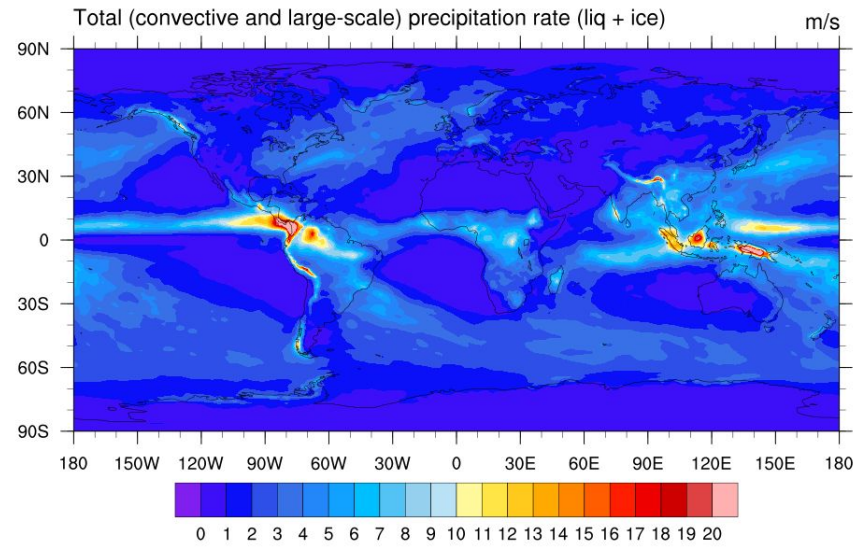 Total (convective and large-scale) precipitation rate (liq + ice) m/s
90N
60N
30N
0
30S
60S
90S
180 150W 120W 90W 60W 30W 0 30E 60E 90E 120E 150E 180
0 1 2 3 4 5 6 7 8 9 10 11 12 13 14 15 16 17 18 19 20